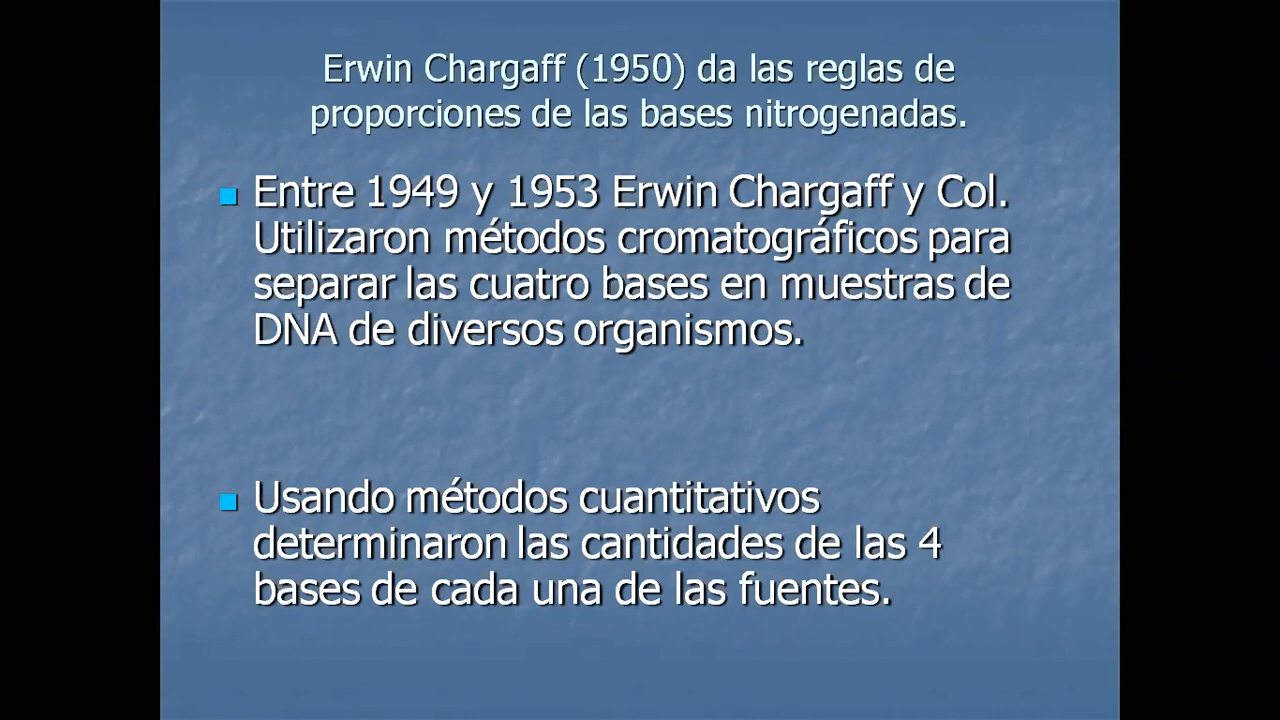 Erwin Chargaff (1950) da las reglas de
proporciones de las bases nitrogenadas.
Entre 1949 y 1953 Erwin Chargaff y Col.
Utilizaron métodos cromatográficos para
separar las cuatro bases en muestras de
DNA de diversos organismos.
Usando métodos cuantitativos
determinaron las cantidades de las 4
bases de cada una de las fuentes.